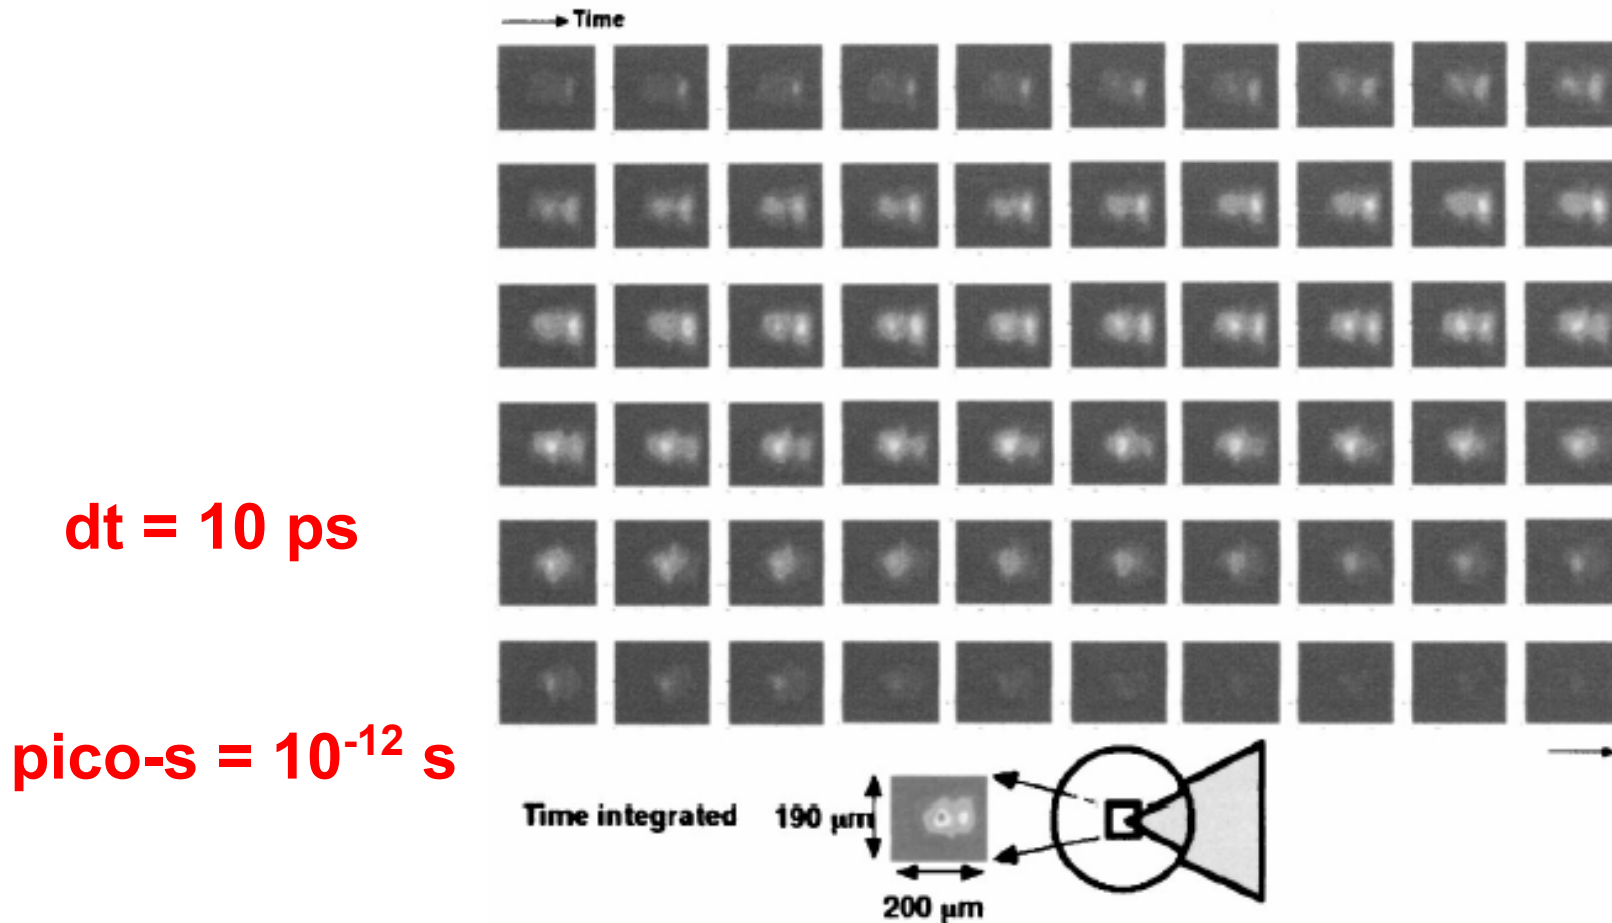 Time
dt = 10 ps
pico-s = 10⁻¹² s
Time integrated
190 μm
200 μm